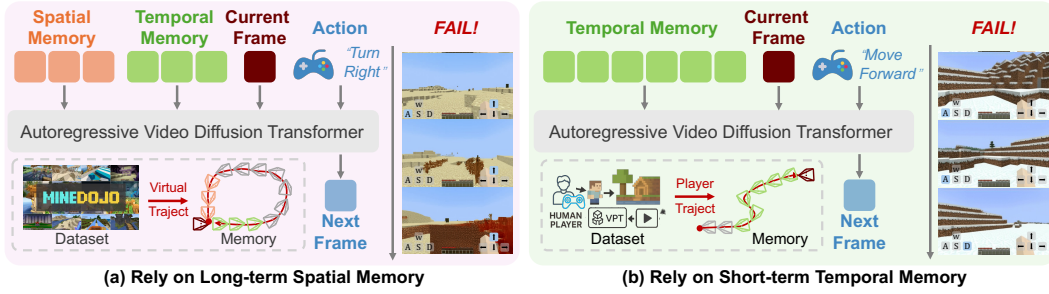 Spatial Memory
Temporal Memory
Current Frame
Action
"Turn Right"
FAIL!
Autoregressive Video Diffusion Transformer
MINEDOJO
Dataset
Virtual Traject
Memory
Next Frame
W
A S D
W
A S D
W
A S D
(a) Rely on Long-term Spatial Memory
Temporal Memory
Current Frame
Action
"Move Forward"
FAIL!
Autoregressive Video Diffusion Transformer
HUMAN PLAYER
VPT
Dataset
Player Traject
Memory
Next Frame
W
A S D
W
A S D
W
A S D
(b) Rely on Short-term Temporal Memory